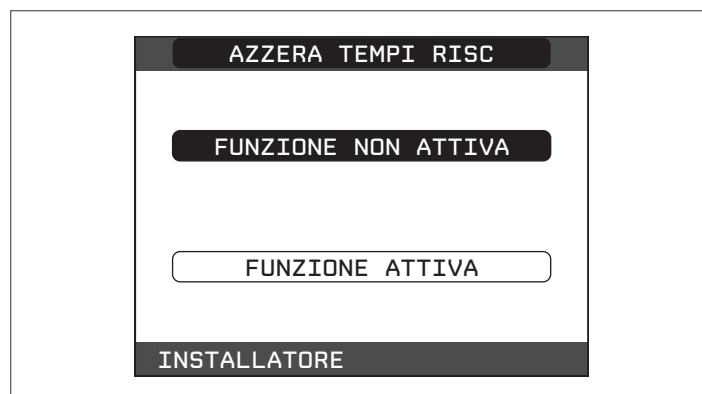 AZZERA TEMPI RISC
FUNZIONE NON ATTIVA
FUNZIONE ATTIVA
INSTALLATORE